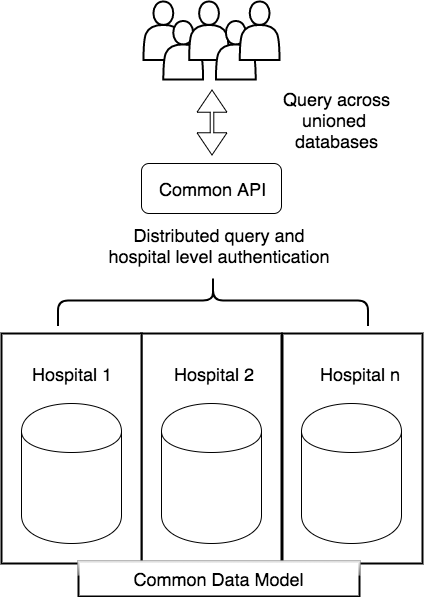 Query across
unioned
databases
Common API
Distributed query and
hospital level authentication
Hospital 1
Hospital 2
Hospital n
Common Data Model